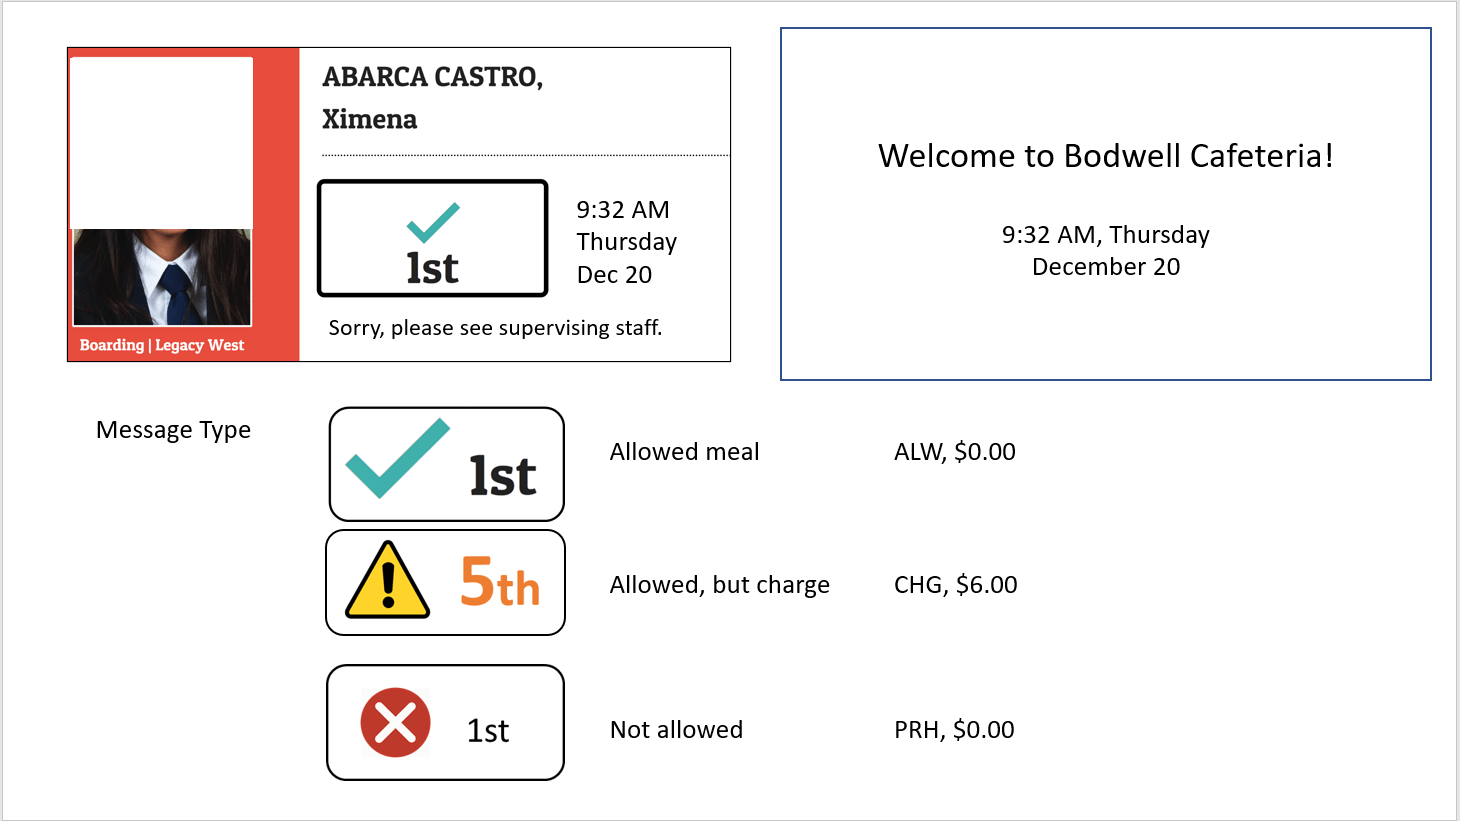 ABARCA CASTRO,
Ximena
1st
9:32 AM
Thursday
Dec 20
Sorry, please see supervising staff.
Boarding | Legacy West
Welcome to Bodwell Cafeteria!
9:32 AM, Thursday
December 20
Message Type
1st
Allowed meal
ALW, $0.00
5th
Allowed, but charge
CHG, $6.00
1st
Not allowed
PRH, $0.00